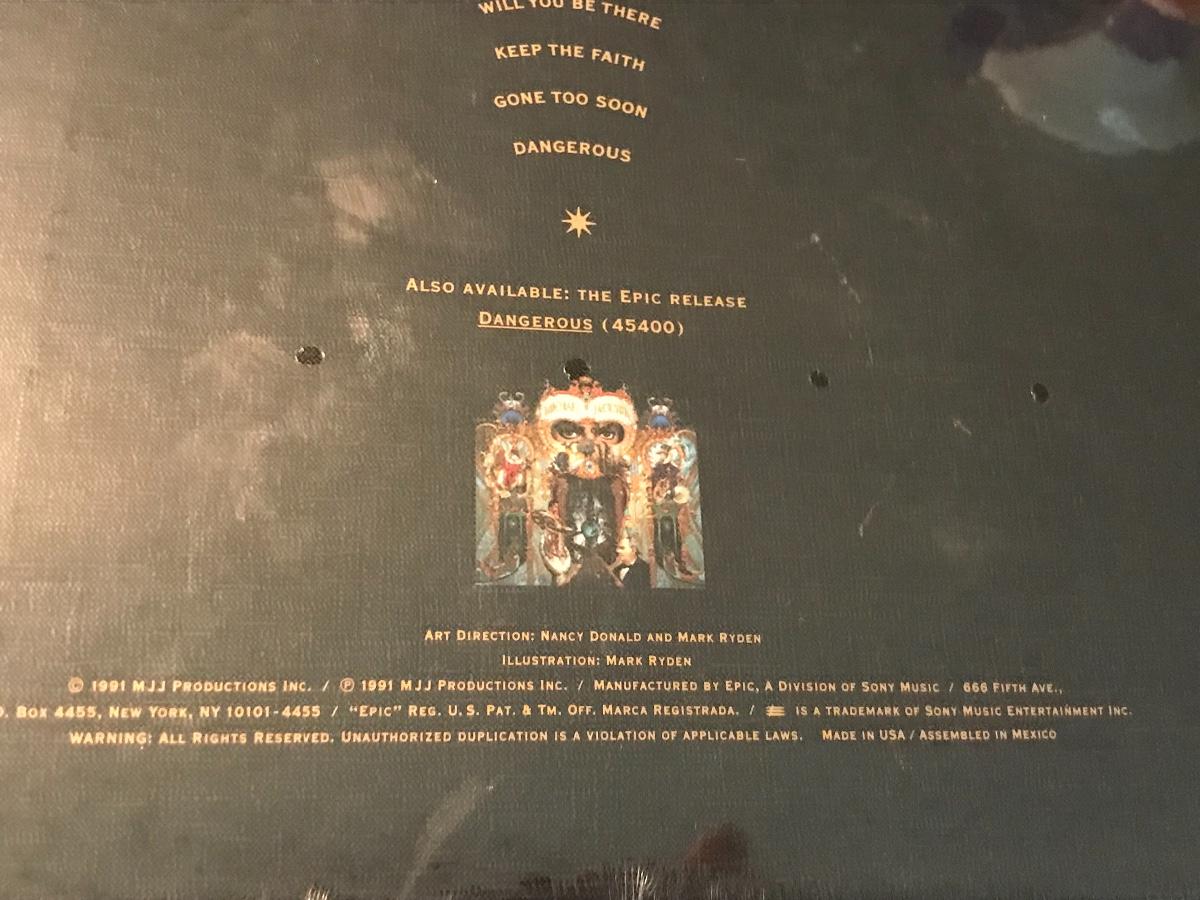 WILL YOU BE THERE
KEEP THE FAITH
GONE TOO SOON
DANGEROUS
ALSO AVAILABLE: THE EPIC RELEASE
DANGEROUS (45400)
ART DIRECTION: NANCY DONALD AND MARK RYDEN
ILLUSTRATION: MARK RYDEN
© 1991 MJJ PRODUCTIONS INC. / ℗ 1991 MJJ PRODUCTIONS INC. / MANUFACTURED BY EPIC, A DIVISION OF SONY MUSIC / 666 FIFTH AVE.,
BOX 4455, NEW YORK, NY 10101-4455 / "EPIC" REG. U.S. PAT. & TM. OFF. MARCA REGISTRADA. / IS A TRADEMARK OF SONY MUSIC ENTERTAINMENT INC.
WARNING: ALL RIGHTS RESERVED. UNAUTHORIZED DUPLICATION IS A VIOLATION OF APPLICABLE LAWS. MADE IN USA / ASSEMBLED IN MEXICO